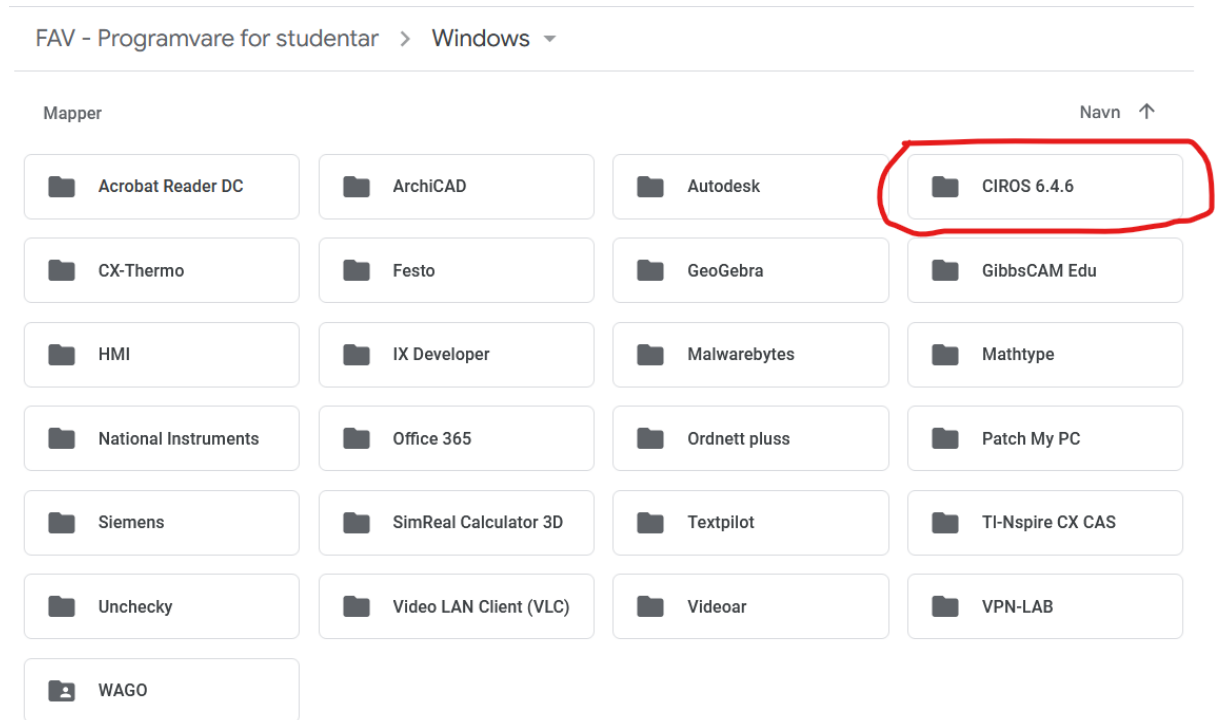 FAV - Programvare for studentar > Windows
Mapper Navn
Acrobat Reader DC ArchiCAD Autodesk CIROS 6.4.6
CX-Thermo Festo GeoGebra GibbsCAM Edu
HMI IX Developer Malwarebytes Mathtype
National Instruments Office 365 Ordnett pluss Patch My PC
Siemens SimReal Calculator 3D Textpilot TI-Nspire CX CAS
Unchecky Video LAN Client (VLC) Videoar VPN-LAB
WAGO